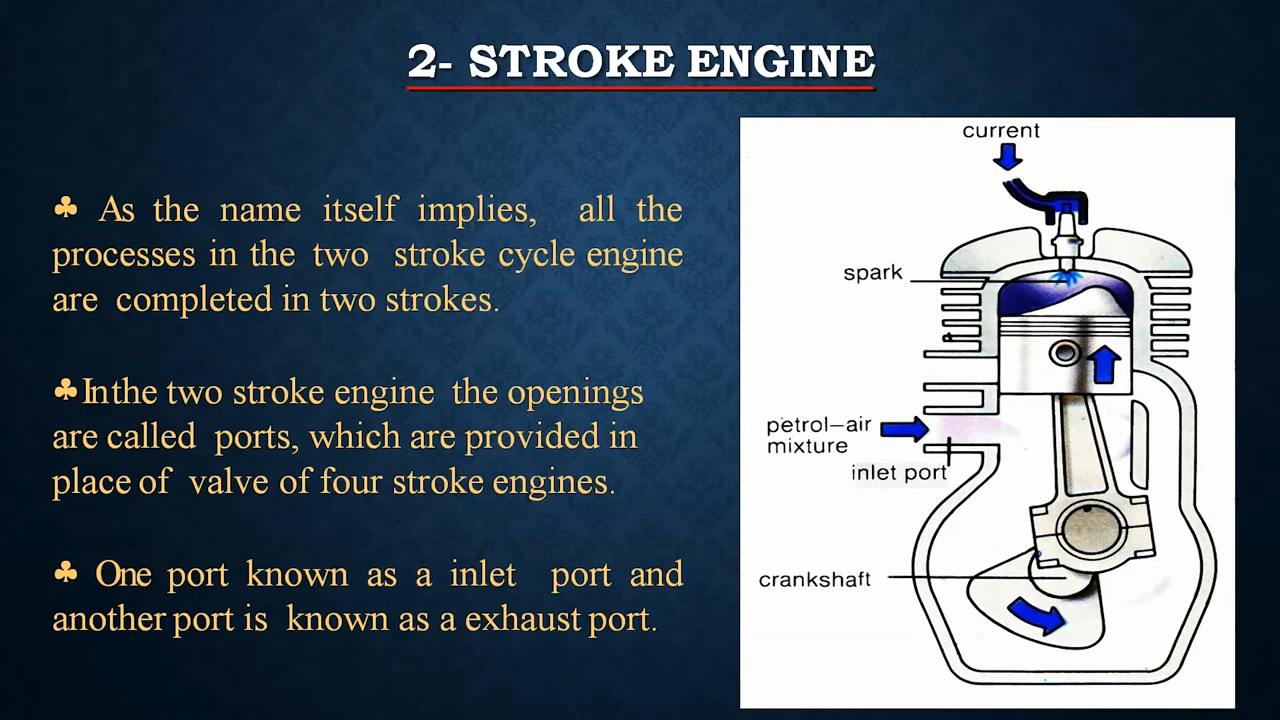 2- STROKE ENGINE
♣ As the name itself implies, all the
processes in the two stroke cycle engine
are completed in two strokes.
♣Inthe two stroke engine the openings
are called ports, which are provided in
place of valve of four stroke engines.
♣ One port known as a inlet port and
another port is known as a exhaust port.
current
spark
petrol–air
mixture
inlet port
crankshaft